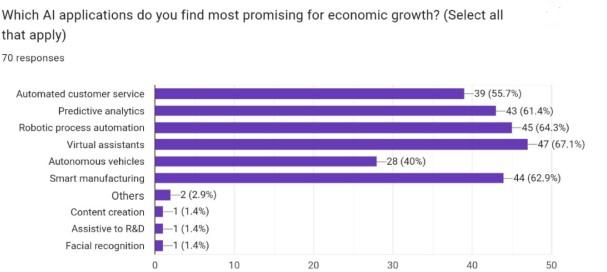 Which AI applications do you find most promising for economic growth? (Select all
that apply)
70 responses
Automated customer service 39 (55.7%)
Predictive analytics 43 (61.4%)
Robotic process automation 45 (64.3%)
Virtual assistants 47 (67.1%)
Autonomous vehicles 28 (40%)
Smart manufacturing 44 (62.9%)
Others 2 (2.9%)
Content creation 1 (1.4%)
Assistive to R&D 1 (1.4%)
Facial recognition 1 (1.4%)
0 10 20 30 40 50